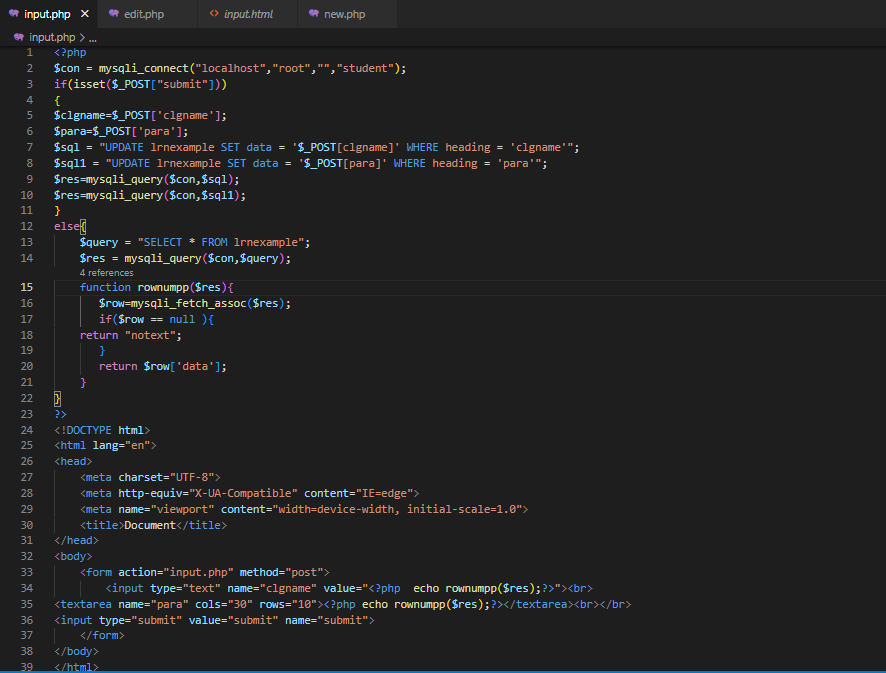 input.php × edit.php <> input.html new.php
input.php > ...
1 <?php
2 $con = mysqli_connect("localhost","root","","student");
3 if(isset($_POST["submit"]))
4 {
5 $clgname=$_POST['clgname'];
6 $para=$_POST['para'];
7 $sql = "UPDATE lrnexample SET data = '$_POST[clgname]' WHERE heading = 'clgname'";
8 $sql1 = "UPDATE lrnexample SET data = '$_POST[para]' WHERE heading = 'para'";
9 $res=mysqli_query($con,$sql);
10 $res=mysqli_query($con,$sql1);
11 }
12 else{
13 $query = "SELECT * FROM lrnexample";
14 $res = mysqli_query($con,$query);
4 references
15 function rownumpp($res){
16 $row=mysqli_fetch_assoc($res);
17 if($row == null ){
18 return "notext";
19 }
20 return $row['data'];
21 }
22 }
23 ?>
24 <!DOCTYPE html>
25 <html lang="en">
26 <head>
27 <meta charset="UTF-8">
28 <meta http-equiv="X-UA-Compatible" content="IE=edge">
29 <meta name="viewport" content="width=device-width, initial-scale=1.0">
30 <title>Document</title>
31 </head>
32 <body>
33 <form action="input.php" method="post">
34 <input type="text" name="clgname" value="<?php  echo rownumpp($res);?>"><br>
35 <textarea name="para" cols="30" rows="10"><?php echo rownumpp($res);?></textarea><br></br>
36 <input type="submit" value="submit" name="submit">
37 </form>
38 </body>
39 </html>